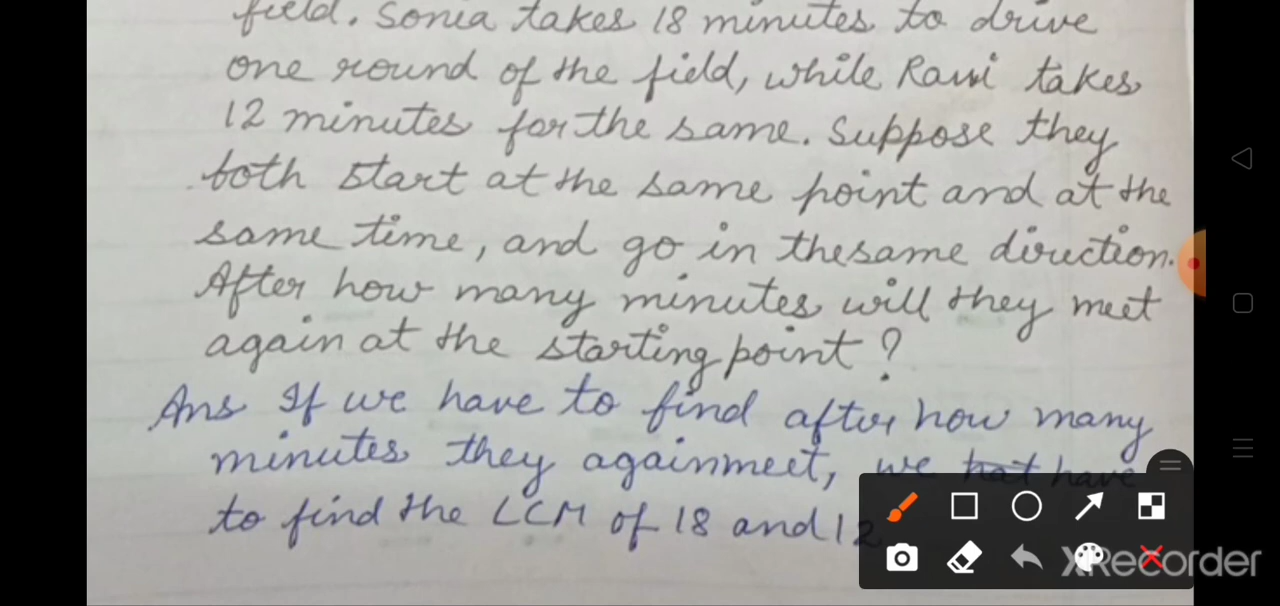 field. Sonia takes 18 minutes to drive
one round of the field, while Ravi takes
12 minutes for the same. Suppose they
both start at the same point and at the
same time, and go in thesame direction.
After how many minutes will they meet
again at the starting point?
Ans If we have to find after how many
minutes they againmeet, we hat have
to find the LCM of 18 and 12
XRecorder